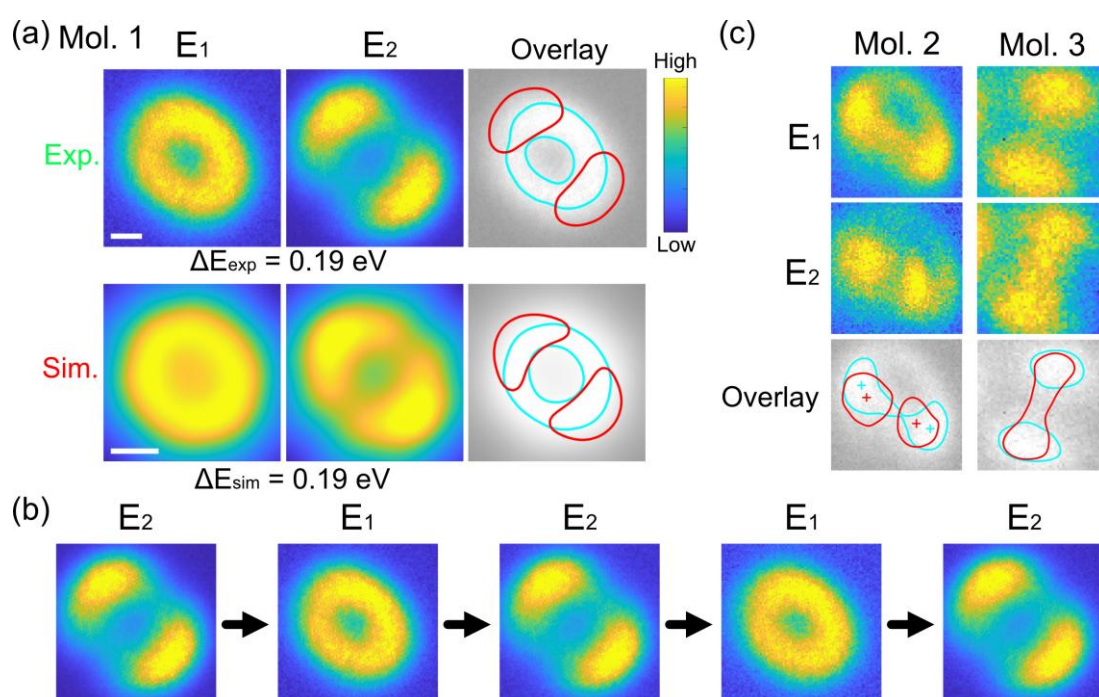 (a) Mol. 1 E₁ E₂ Overlay
High
Low
Exp.
ΔEexp = 0.19 eV
Sim.
ΔEsim = 0.19 eV
(c) Mol. 2 Mol. 3
E₁
E₂
Overlay
(b) E₂ E₁ E₂ E₁ E₂